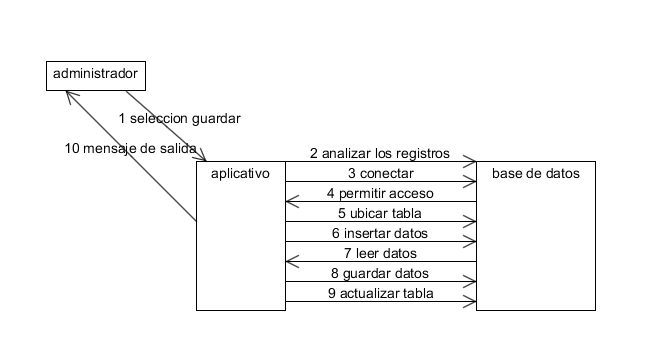 administrador
1 seleccion guardar
10 mensaje de salida
aplicativo
2 analizar los registros
base de datos
3 conectar
4 permitir acceso
5 ubicar tabla
6 insertar datos
7 leer datos
8 guardar datos
9 actualizar tabla